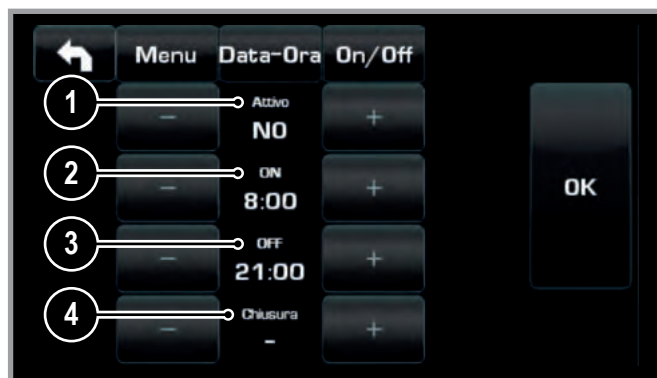 Menu Data-Ora On/Off
1 Attivo
- NO +
2 ON
- 8:00 +
OK
3 OFF
- 21:00 +
4 Chiusura
- - +